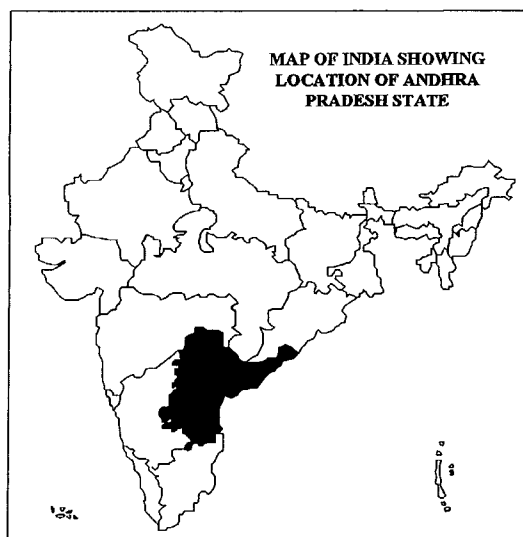 MAP OF INDIA SHOWING
LOCATION OF ANDHRA
PRADESH STATE